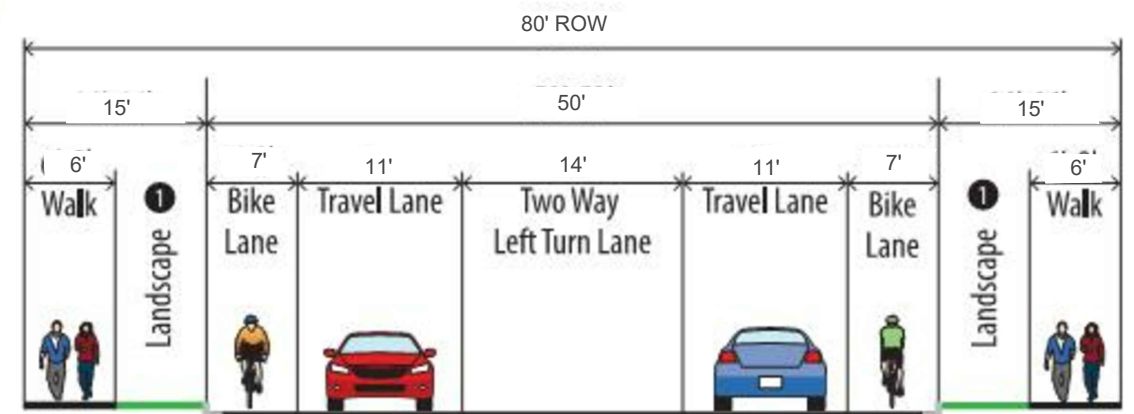 80' ROW
15'
50'
15'
6'
7'
11'
14'
11'
7'
6'
Walk
1
Landscape
Bike
Lane
Travel Lane
Two Way
Left Turn Lane
Travel Lane
Bike
Lane
1
Landscape
Walk